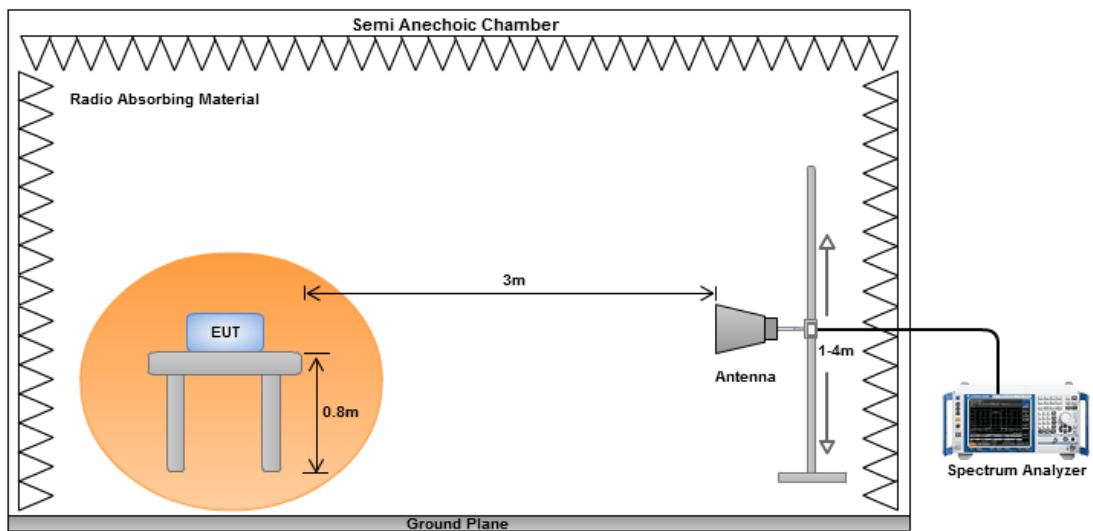 Semi Anechoic Chamber
Radio Absorbing Material
3m
EUT
1-4m
Antenna
0.8m
Spectrum Analyzer
Ground Plane